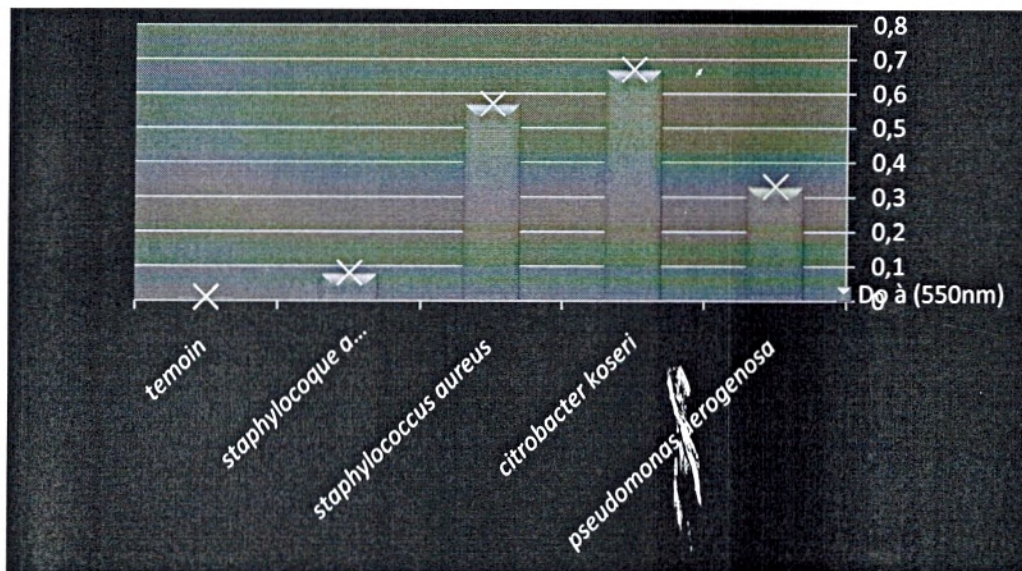 0,8
0,7
0,6
0,5
0,4
0,3
0,2
0,1
0
Do à (550nm)
temoin
staphylocoque a...
staphylococcus aureus
citrobacter koseri
pseudomonas aerogenosa